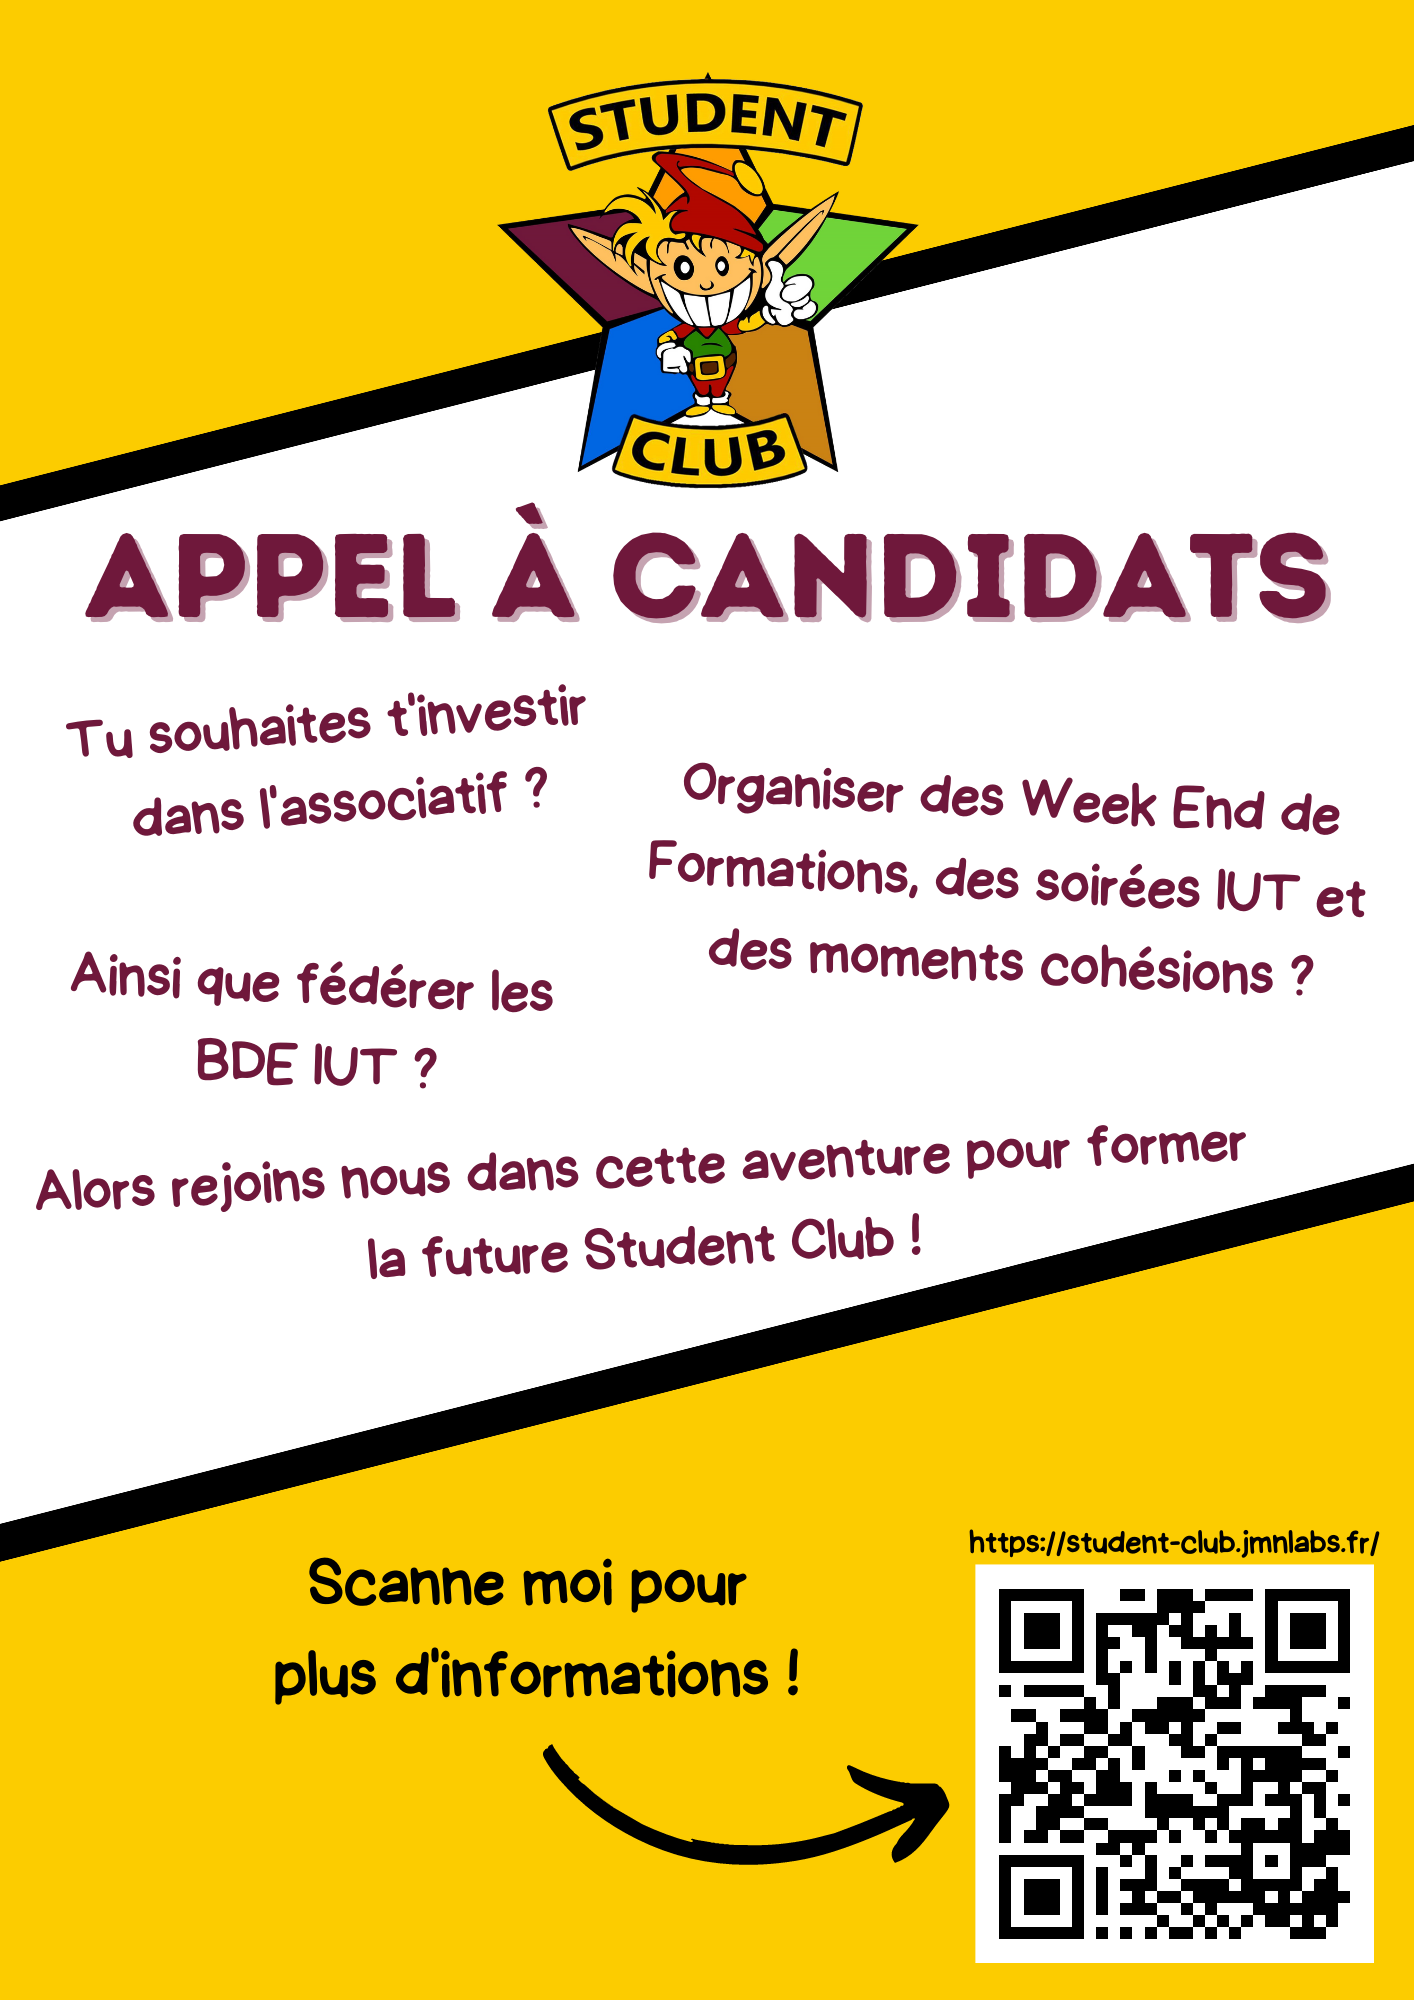 STUDENT
CLUB
APPEL À CANDIDATS
Tu souhaites t'investir
dans l'associatif ?
Organiser des Week End de
Formations, des soirées IUT et
des moments cohésions ?
Ainsi que fédérer les
BDE IUT ?
Alors rejoins nous dans cette aventure pour former
la future Student Club !
https://student-club.jmnlabs.fr/
Scanne moi pour
plus d'informations !